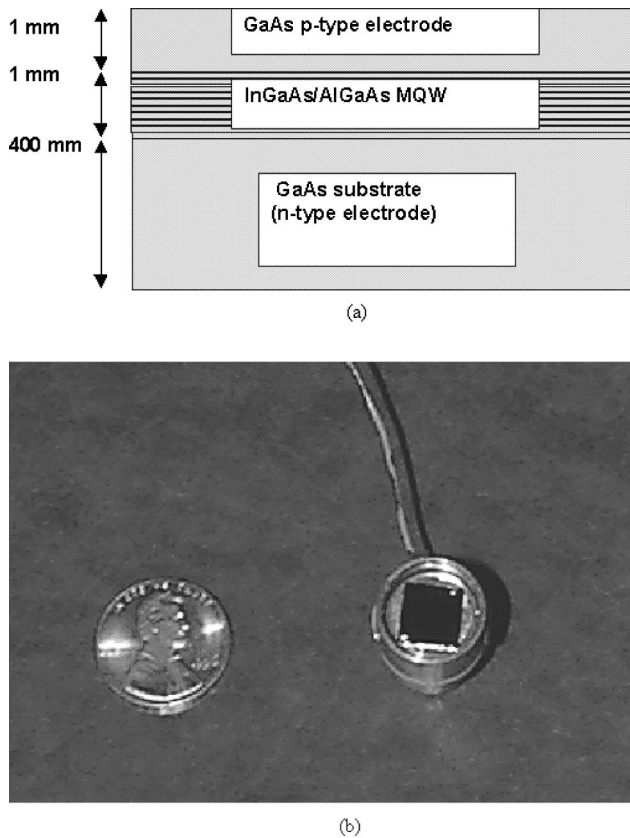 1 mm
GaAs p-type electrode
1 mm
InGaAs/AlGaAs MQW
400 mm
GaAs substrate
(n-type electrode)
(a)
(b)